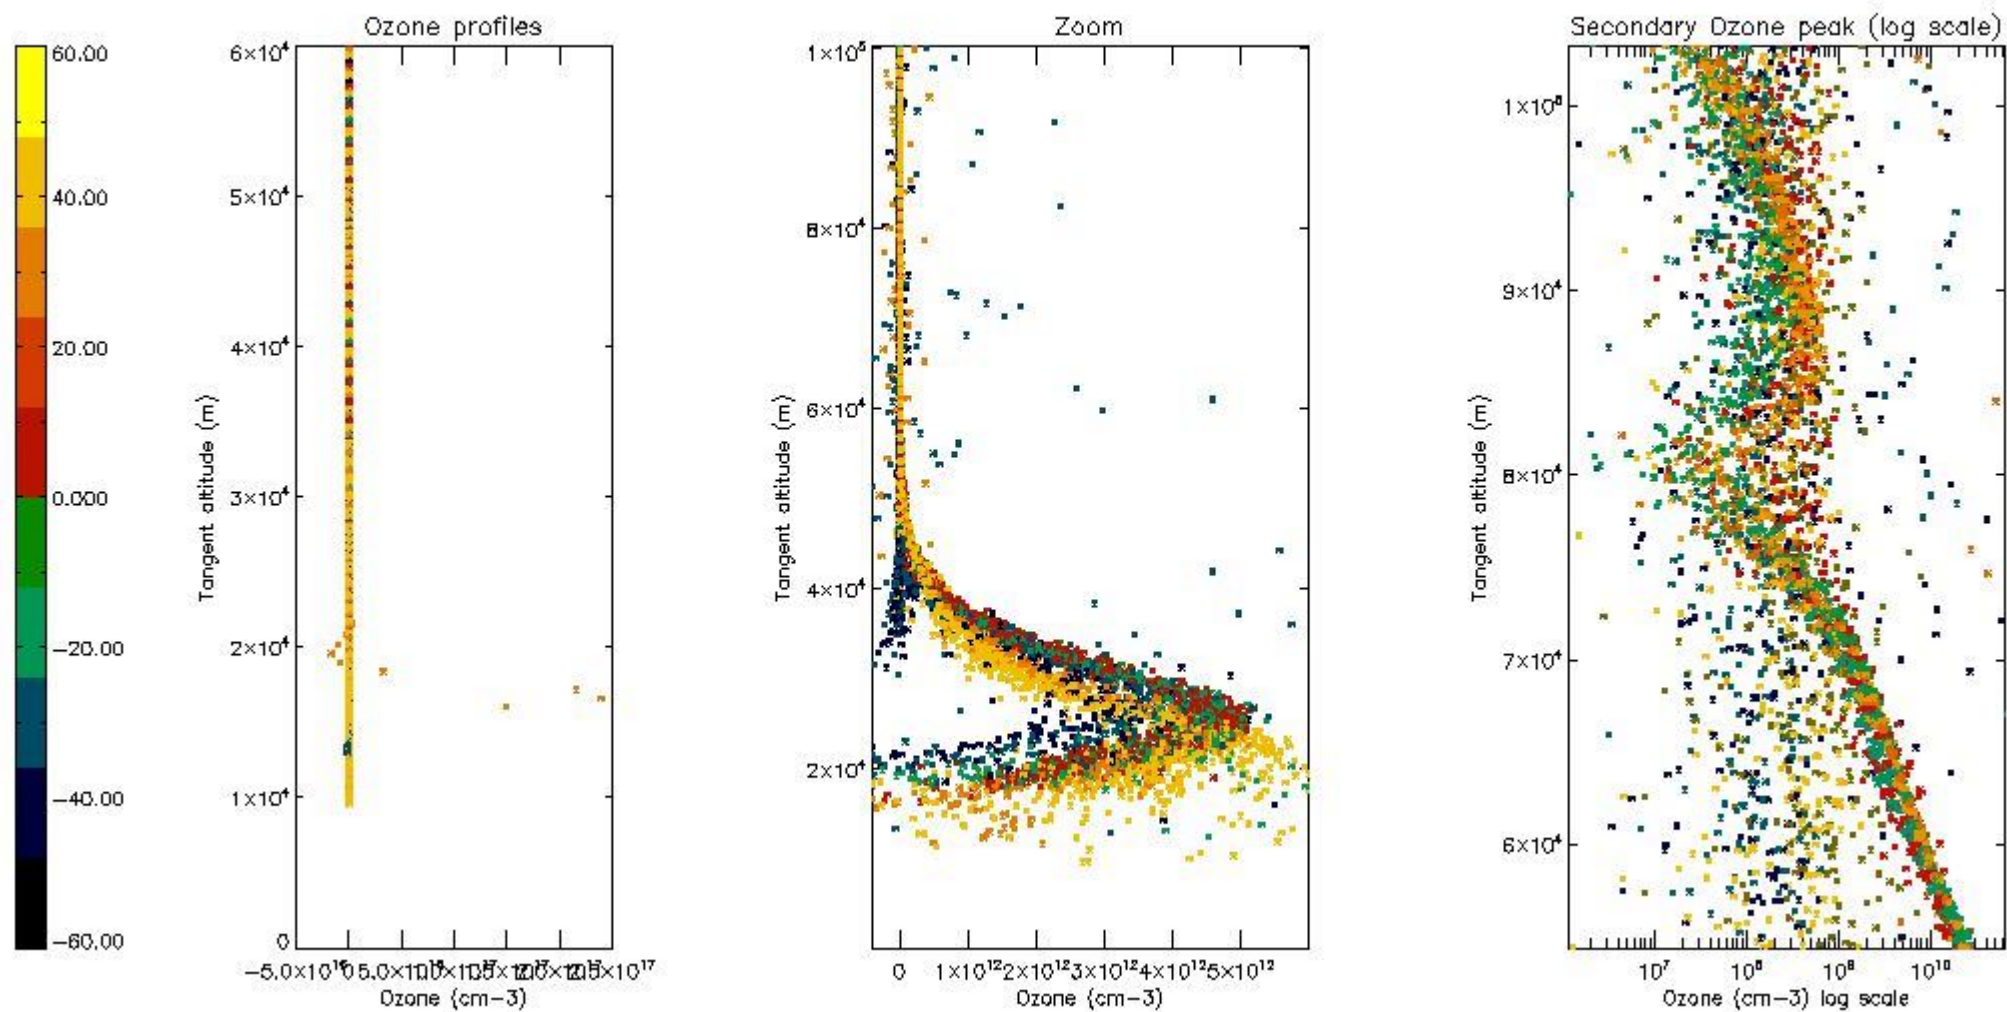 Ozone profiles
Zoom
Secondary Ozone peak (log scale)
60.00
40.00
20.00
−20.00
−40.00
−60.00
6×10⁴
5×10⁴
4×10⁴
3×10⁴
2×10⁴
1×10⁴
0
Tangent altitude (m)
Ozone (cm−3)
1×10⁵
8×10⁴
6×10⁴
4×10⁴
2×10⁴
Tangent altitude (m)
0 1×10¹² 2×10¹² 3×10¹² 4×10¹² 5×10¹²
Ozone (cm−3)
9×10⁴
8×10⁴
7×10⁴
6×10⁴
Tangent altitude (m)
10⁷ 10⁸ 10⁹ 10¹⁰
Ozone (cm−3) log scale